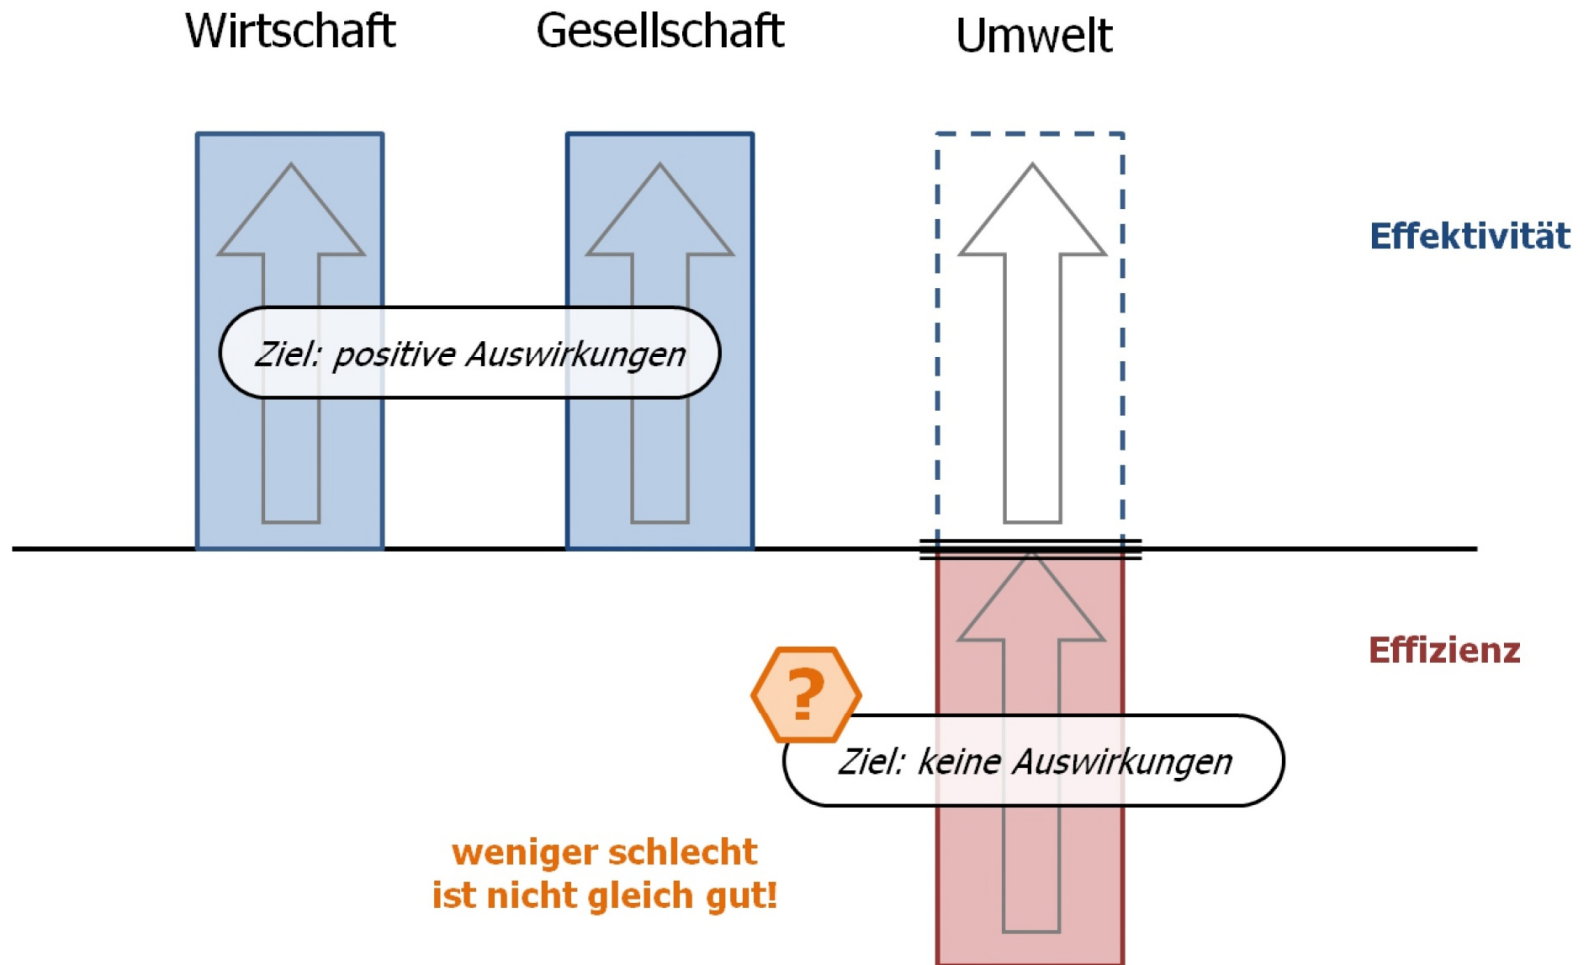 Wirtschaft
Gesellschaft
Umwelt
Effektivität
Ziel: positive Auswirkungen
Effizienz
?
Ziel: keine Auswirkungen
weniger schlecht
ist nicht gleich gut!